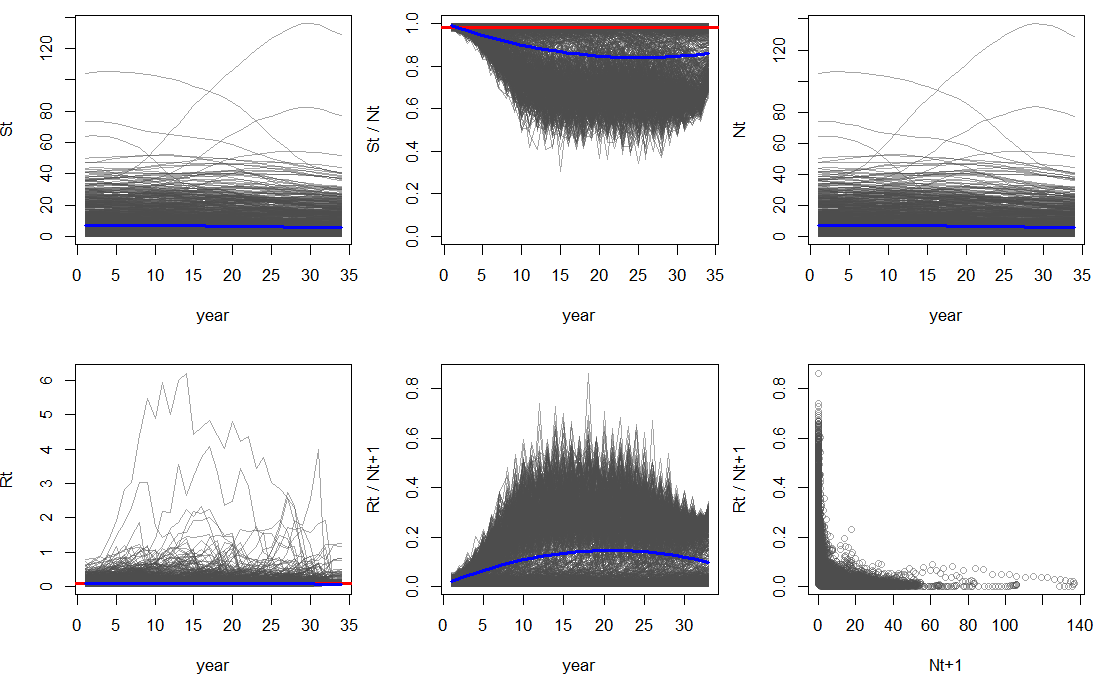 St
0 20 40 60 80 120
0 5 10 15 20 25 30 35
year
St / Nt
0.0 0.2 0.4 0.6 0.8 1.0
0 5 10 15 20 25 30 35
year
Nt
0 20 40 60 80 120
0 5 10 15 20 25 30 35
year
Rt
0 1 2 3 4 5 6
0 5 10 15 20 25 30 35
year
Rt / Nt+1
0.0 0.2 0.4 0.6 0.8
0 5 10 15 20 25 30
year
Rt / Nt+1
0.0 0.2 0.4 0.6 0.8
0 20 40 60 80 100 140
Nt+1